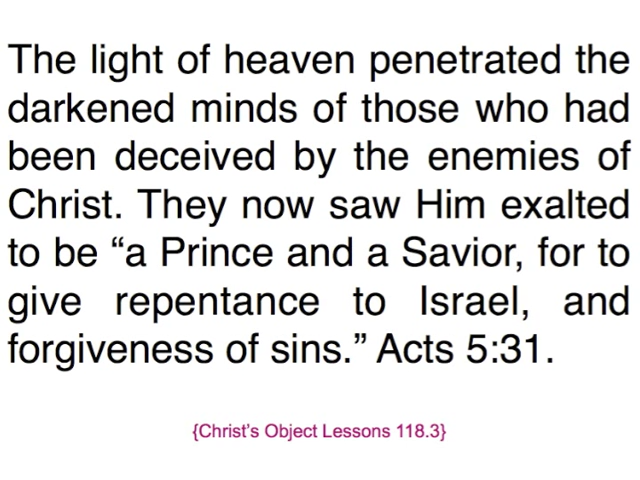 The light of heaven penetrated the
darkened minds of those who had
been deceived by the enemies of
Christ. They now saw Him exalted
to be “a Prince and a Savior, for to
give repentance to Israel, and
forgiveness of sins.” Acts 5:31.
{Christ’s Object Lessons 118.3}